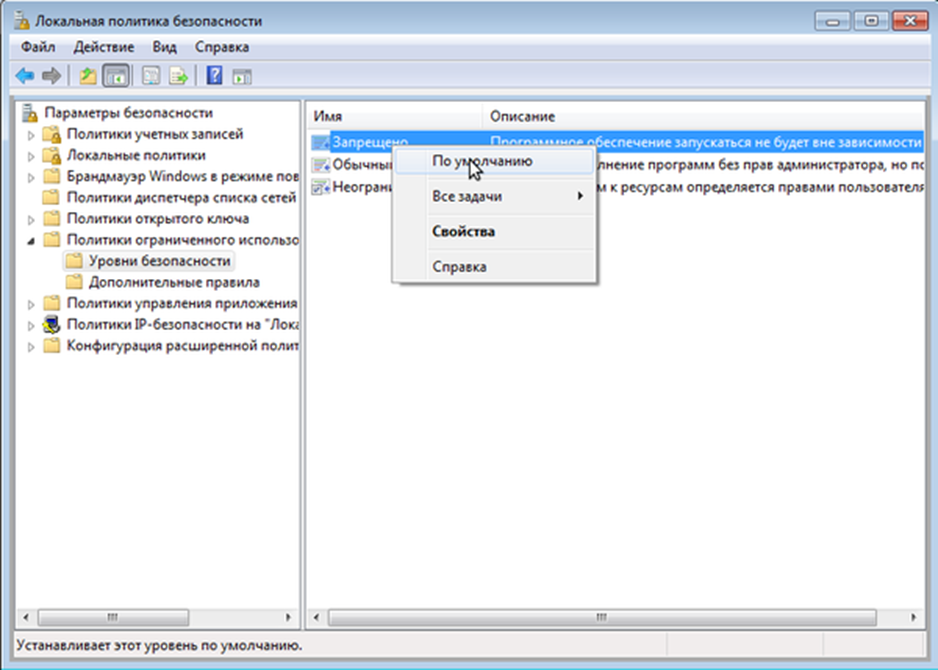 Локальная политика безопасности
Файл Действие Вид Справка
Параметры безопасности
Политики учетных записей
Локальные политики
Брандмауэр Windows в режиме пов
Политики диспетчера списка сетей
Политики открытого ключа
Политики ограниченного использо
Уровни безопасности
Дополнительные правила
Политики управления приложения
Политики IP-безопасности на "Лока
Конфигурация расширенной полит
Имя Описание
Запрещено Программное обеспечение запускаться не будет вне зависимости
Обычный лнение программ без прав администратора, но по
Неограни м к ресурсам определяется правами пользователя
По умолчанию
Все задачи
Свойства
Справка
Устанавливает этот уровень по умолчанию.